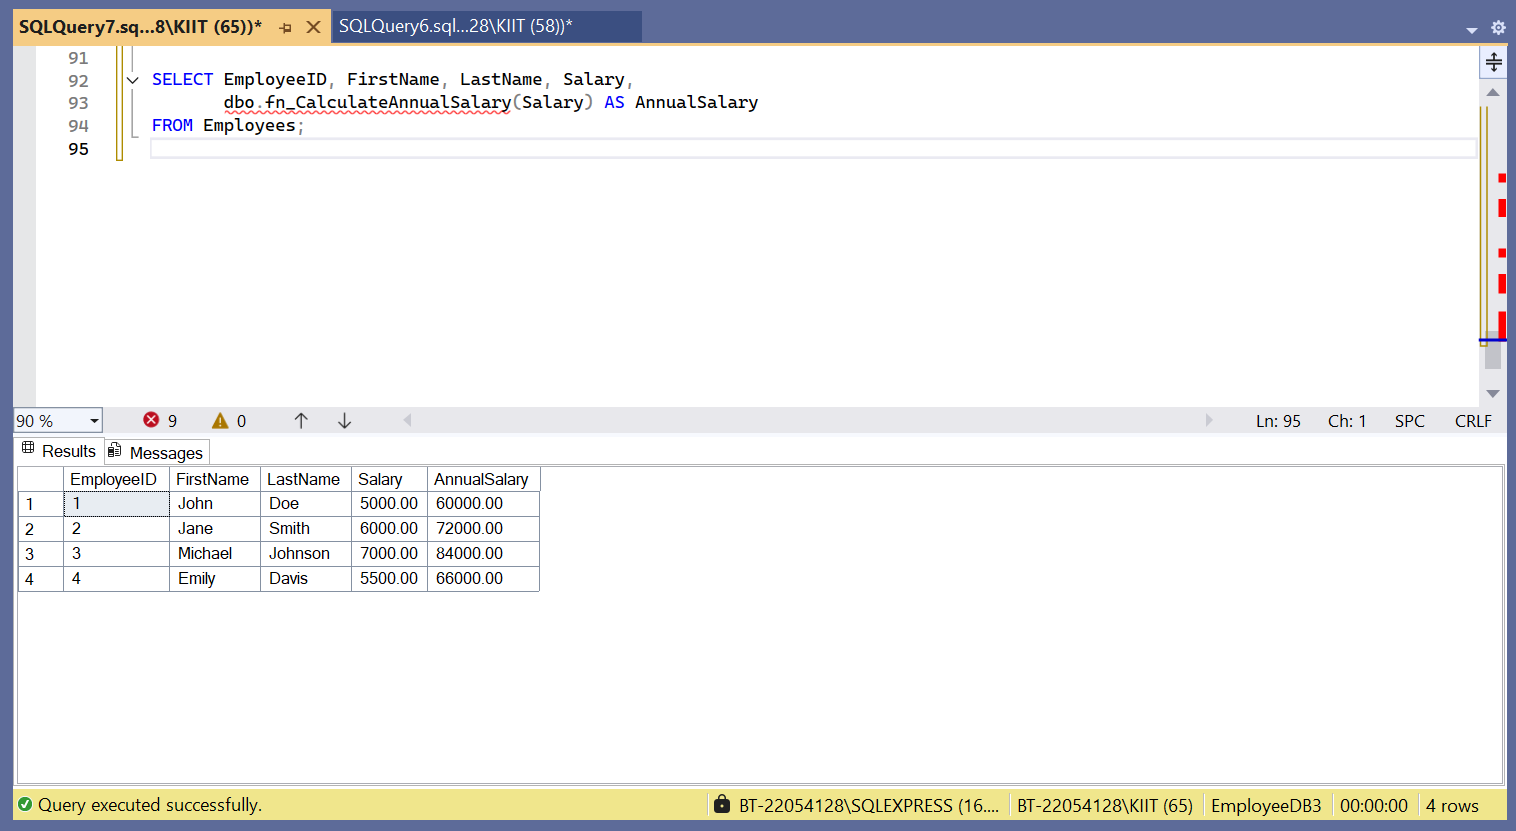 SQLQuery7.sq...8\KIIT (65))* SQLQuery6.sql...28\KIIT (58))*
91
92 SELECT EmployeeID, FirstName, LastName, Salary,
93 dbo.fn_CalculateAnnualSalary(Salary) AS AnnualSalary
94 FROM Employees;
95
90 % 9 0 Ln: 95 Ch: 1 SPC CRLF
Results Messages
EmployeeID FirstName LastName Salary AnnualSalary
1 1 John Doe 5000.00 60000.00
2 2 Jane Smith 6000.00 72000.00
3 3 Michael Johnson 7000.00 84000.00
4 4 Emily Davis 5500.00 66000.00
Query executed successfully. BT-22054128\SQLEXPRESS (16.... BT-22054128\KIIT (65) EmployeeDB3 00:00:00 4 rows